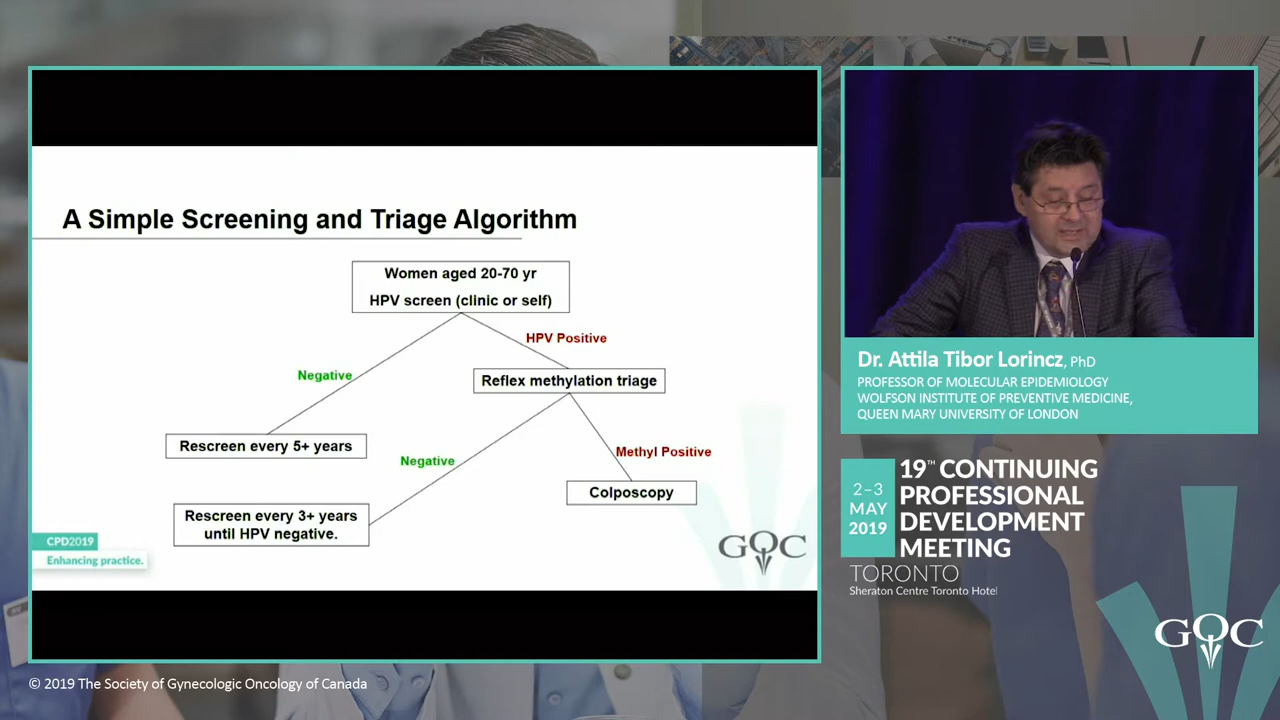 A Simple Screening and Triage Algorithm
Women aged 20-70 yr
HPV screen (clinic or self)
HPV Positive
Negative
Reflex methylation triage
Rescreen every 5+ years
Negative
Methyl Positive
Colposcopy
Rescreen every 3+ years
until HPV negative.
CPD2019
Enhancing practice.
GOC
Dr. Attila Tibor Lorincz, PhD
PROFESSOR OF MOLECULAR EPIDEMIOLOGY
WOLFSON INSTITUTE OF PREVENTIVE MEDICINE,
QUEEN MARY UNIVERSITY OF LONDON
2–3
MAY
2019
19™ CONTINUING
PROFESSIONAL
DEVELOPMENT
MEETING
TORONTO
Sheraton Centre Toronto Hotel
GOC
© 2019 The Society of Gynecologic Oncology of Canada